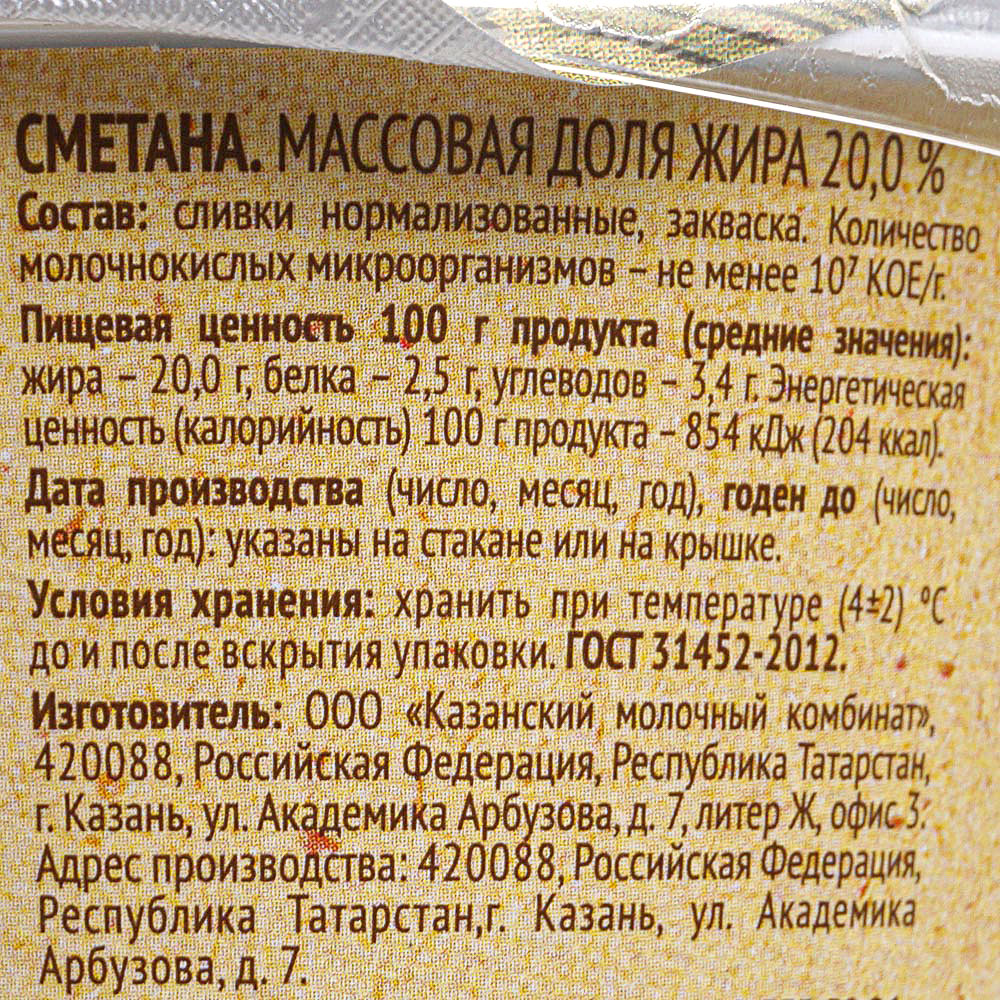 СМЕТАНА. МАССОВАЯ ДОЛЯ ЖИРА 20,0 %
Состав: сливки нормализованные, закваска. Количество
молочнокислых микроорганизмов – не менее 10⁷ КОЕ/г.
Пищевая ценность 100 г продукта (средние значения):
жира – 20,0 г, белка – 2,5 г, углеводов – 3,4 г. Энергетическая
ценность (калорийность) 100 г продукта – 854 кДж (204 ккал).
Дата производства (число, месяц, год), годен до (число,
месяц, год): указаны на стакане или на крышке.
Условия хранения: хранить при температуре (4±2) °С
до и после вскрытия упаковки. ГОСТ 31452-2012.
Изготовитель: ООО «Казанский молочный комбинат»,
420088, Российская Федерация, Республика Татарстан,
г. Казань, ул. Академика Арбузова, д. 7, литер Ж, офис 3.
Адрес производства: 420088, Российская Федерация,
Республика Татарстан,г. Казань, ул. Академика
Арбузова, д. 7.